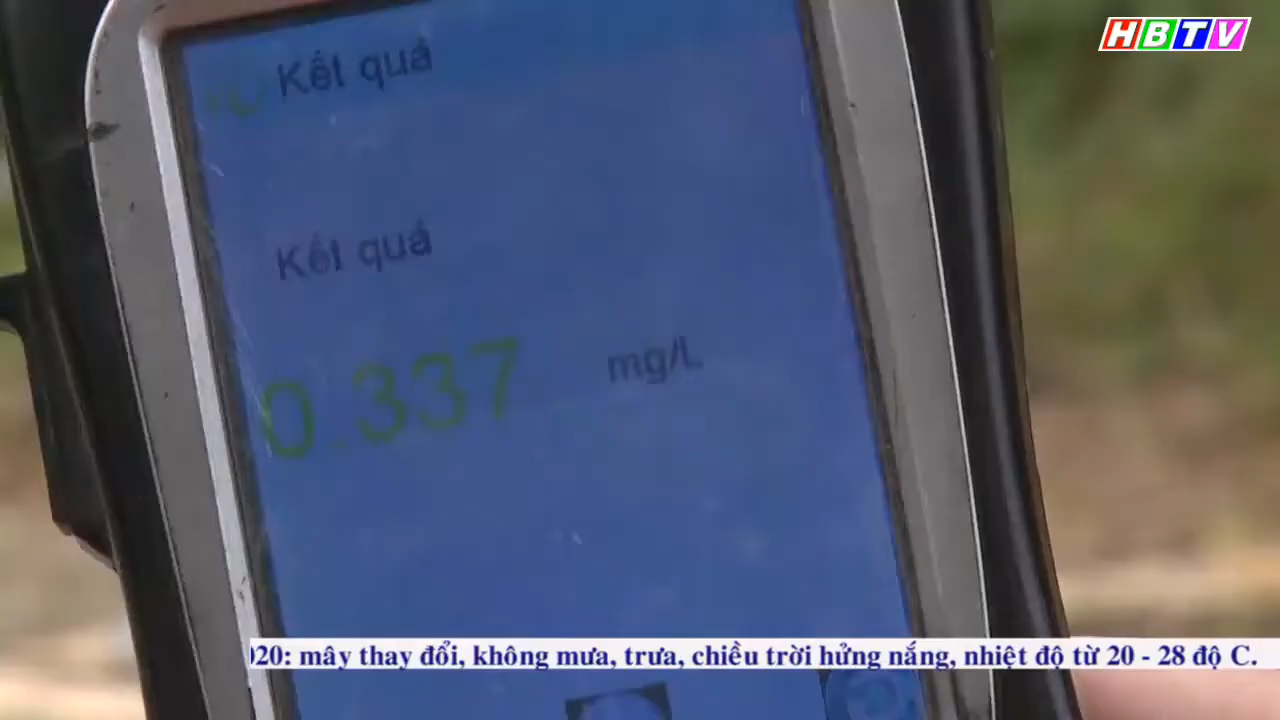 HBTV
Kết quả
Kết quả
0.337 mg/L
020: mây thay đổi, không mưa, trưa, chiều trời hửng nắng, nhiệt độ từ 20 - 28 độ C.